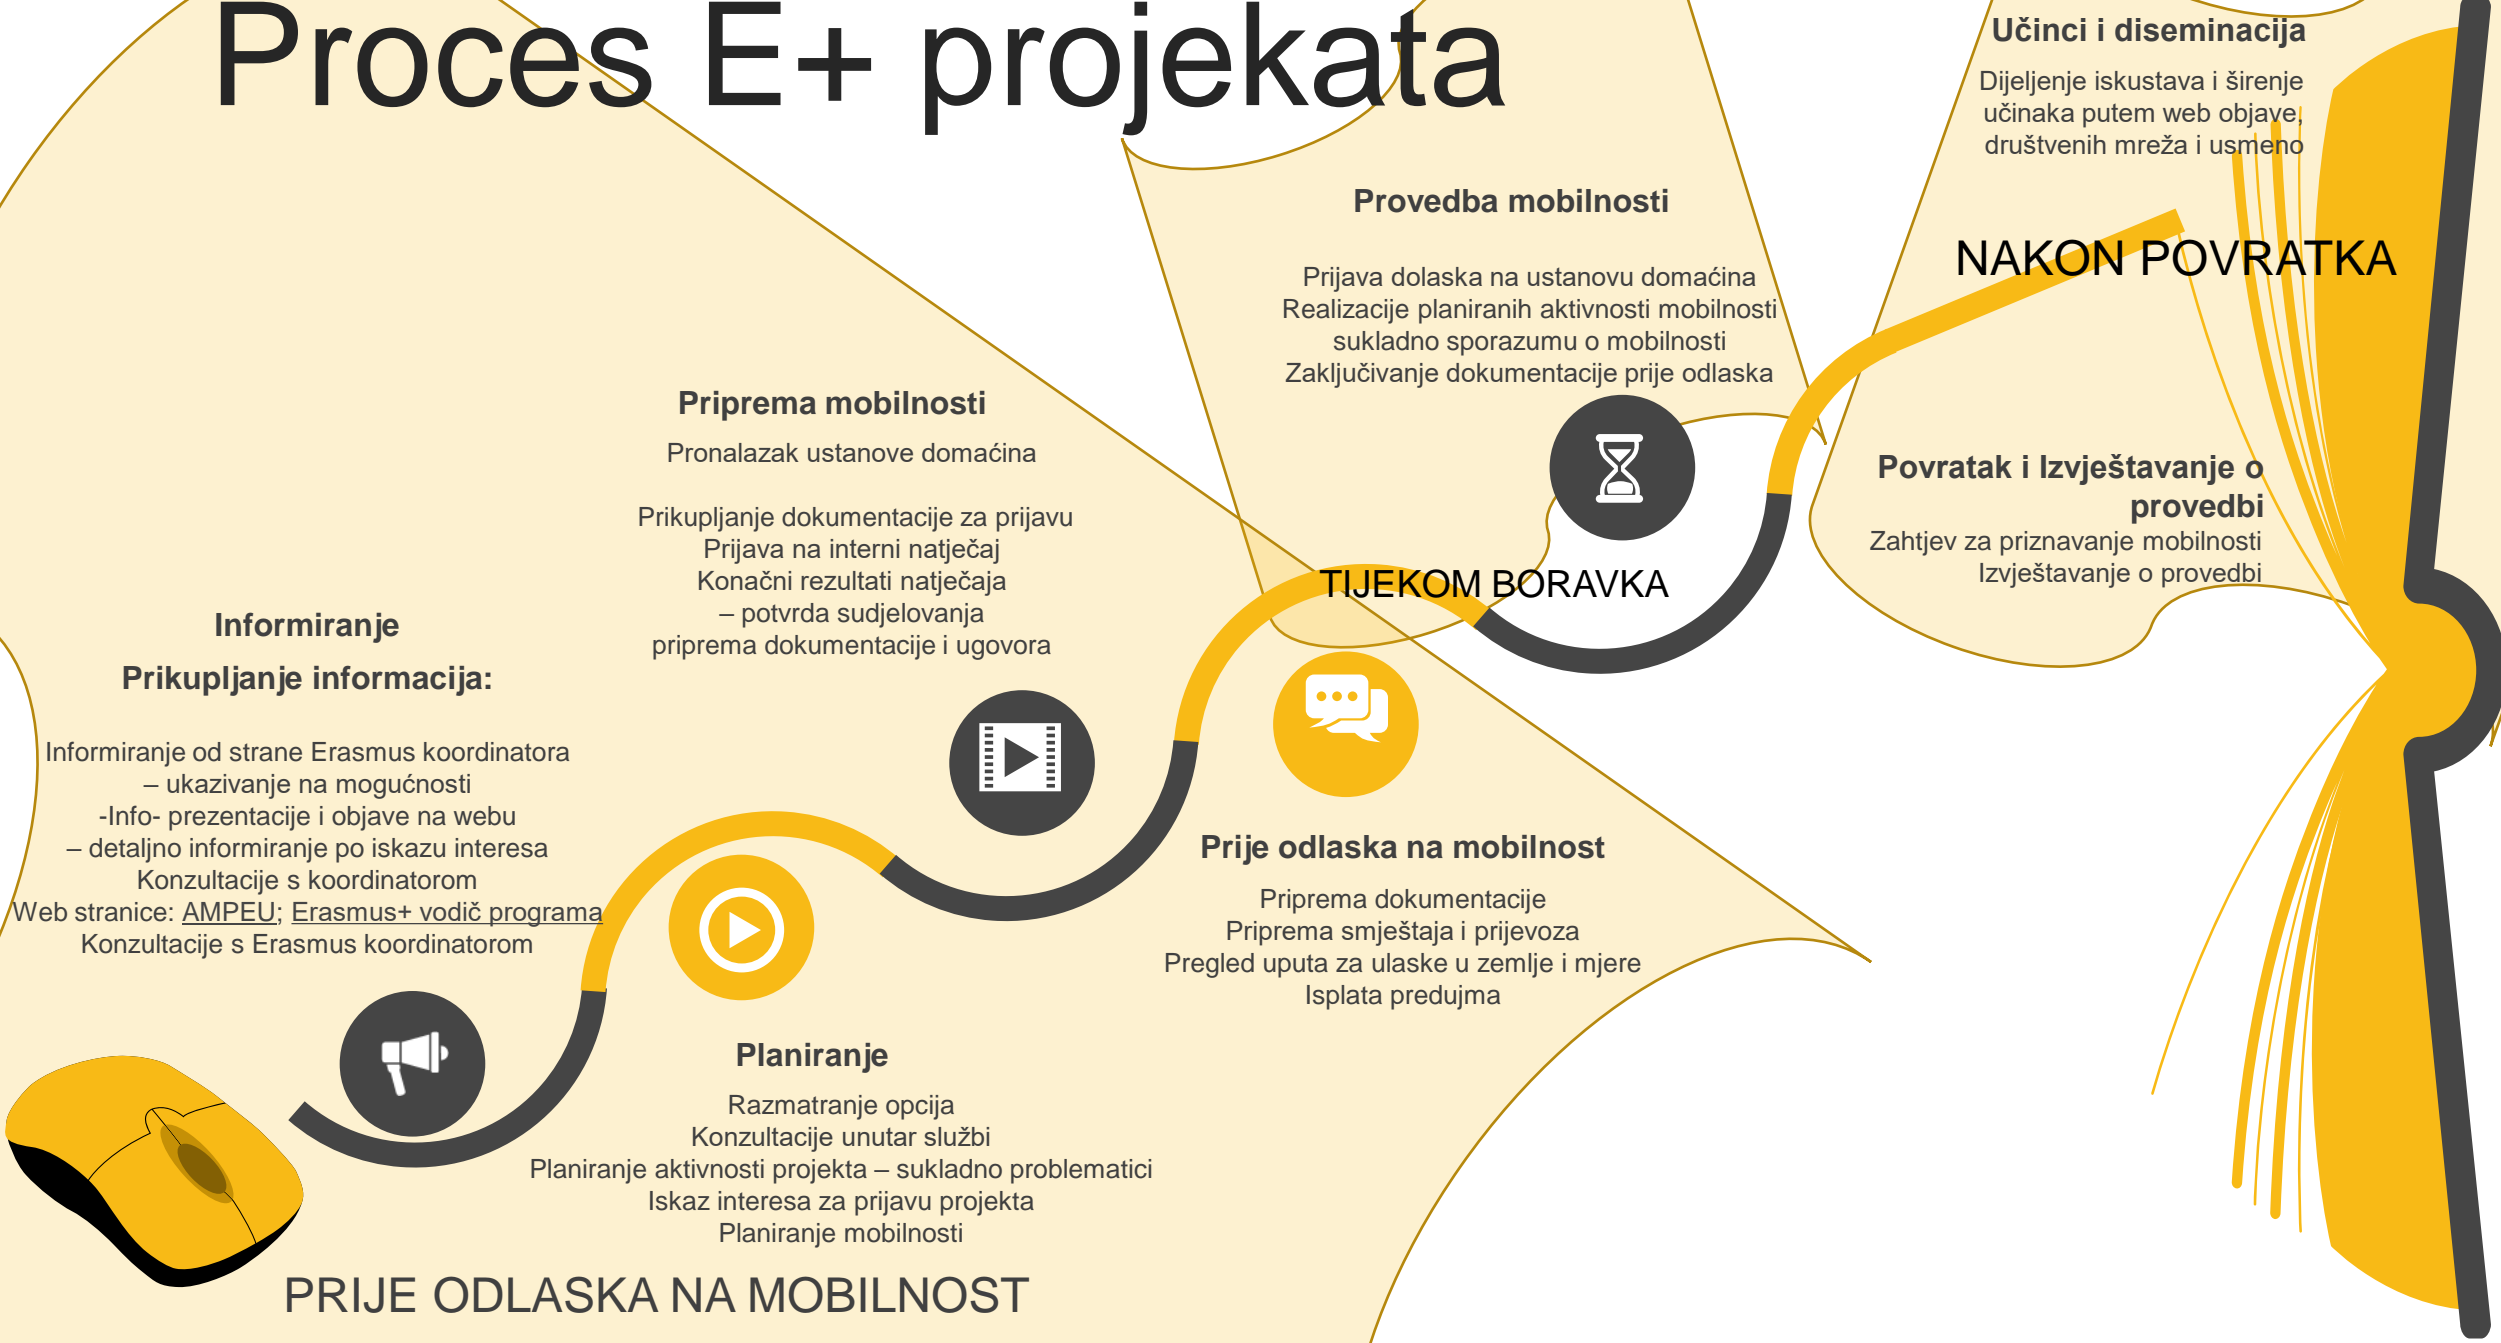 Proces E+ projekata
Informiranje
Prikupljanje informacija:
Informiranje od strane Erasmus koordinatora
– ukazivanje na mogućnosti
-Info- prezentacije i objave na webu
– detaljno informiranje po iskazu interesa
Konzultacije s koordinatorom
Web stranice: AMPEU; Erasmus+ vodič programa
Konzultacije s Erasmus koordinatorom
Planiranje
Razmatranje opcija
Konzultacije unutar službi
Planiranje aktivnosti projekta – sukladno problematici
Iskaz interesa za prijavu projekta
Planiranje mobilnosti
PRIJE ODLASKA NA MOBILNOST
Priprema mobilnosti
Pronalazak ustanove domaćina
Prikupljanje dokumentacije za prijavu
Prijava na interni natječaj
Konačni rezultati natječaja
– potvrda sudjelovanja
priprema dokumentacije i ugovora
Prije odlaska na mobilnost
Priprema dokumentacije
Priprema smještaja i prijevoza
Pregled uputa za ulaske u zemlje i mjere
Isplata predujma
Provedba mobilnosti
Prijava dolaska na ustanovu domaćina
Realizacije planiranih aktivnosti mobilnosti
sukladno sporazumu o mobilnosti
Zaključivanje dokumentacije prije odlaska
TIJEKOM BORAVKA
Povratak i Izvještavanje o
provedbi
Zahtjev za priznavanje mobilnosti
Izvještavanje o provedbi
Učinci i diseminacija
Dijeljenje iskustava i širenje
učinaka putem web objave,
društvenih mreža i usmeno
NAKON POVRATKA